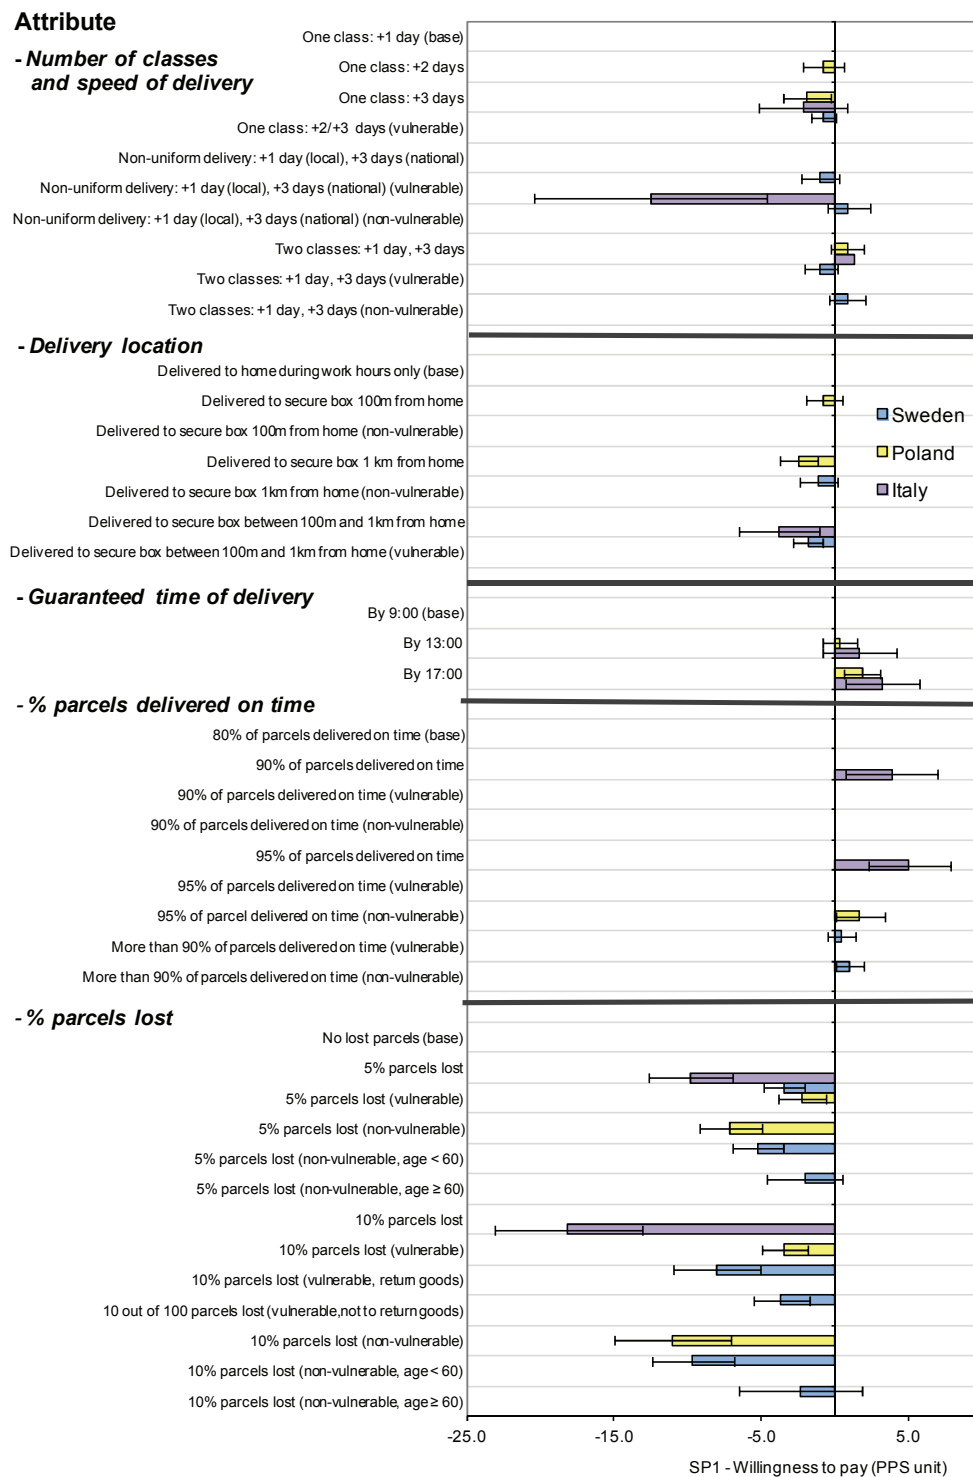 Attribute
- Number of classes
and speed of delivery
One class: +1 day (base)
One class: +2 days
One class: +3 days
One class: +2/+3 days (vulnerable)
Non-uniform delivery: +1 day (local), +3 days (national)
Non-uniform delivery: +1 day (local), +3 days (national) (vulnerable)
Non-uniform delivery: +1 day (local), +3 days (national) (non-vulnerable)
Two classes: +1 day, +3 days
Two classes: +1 day, +3 days (vulnerable)
Two classes: +1 day, +3 days (non-vulnerable)
- Delivery location
Delivered to home during work hours only (base)
Delivered to secure box 100m from home
Delivered to secure box 100m from home (non-vulnerable)
Delivered to secure box 1 km from home
Delivered to secure box 1km from home (non-vulnerable)
Delivered to secure box between 100m and 1km from home
Delivered to secure box between 100m and 1km from home (vulnerable)
Sweden
Poland
Italy
- Guaranteed time of delivery
By 9:00 (base)
By 13:00
By 17:00
- % parcels delivered on time
80% of parcels delivered on time (base)
90% of parcels delivered on time
90% of parcels delivered on time (vulnerable)
90% of parcels delivered on time (non-vulnerable)
95% of parcels delivered on time
95% of parcels delivered on time (vulnerable)
95% of parcel delivered on time (non-vulnerable)
More than 90% of parcels delivered on time (vulnerable)
More than 90% of parcels delivered on time (non-vulnerable)
- % parcels lost
No lost parcels (base)
5% parcels lost
5% parcels lost (vulnerable)
5% parcels lost (non-vulnerable)
5% parcels lost (non-vulnerable, age < 60)
5% parcels lost (non-vulnerable, age ≥ 60)
10% parcels lost
10% parcels lost (vulnerable)
10% parcels lost (vulnerable, return goods)
10 out of 100 parcels lost (vulnerable,not to return goods)
10% parcels lost (non-vulnerable)
10% parcels lost (non-vulnerable, age < 60)
10% parcels lost (non-vulnerable, age ≥ 60)
-25.0 -15.0 -5.0 5.0
SP1 - Willingness to pay (PPS unit)